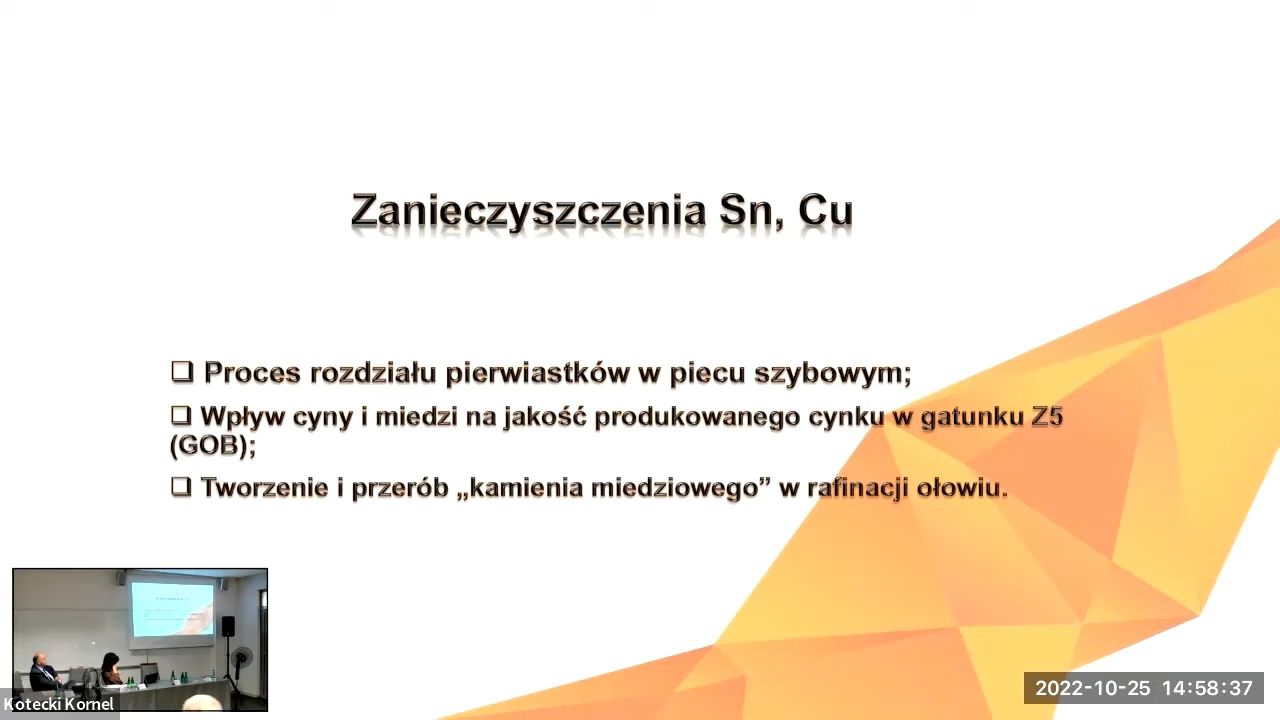 Zanieczyszczenia Sn, Cu
❑ Proces rozdziału pierwiastków w piecu szybowym;
❑ Wpływ cyny i miedzi na jakość produkowanego cynku w gatunku Z5
(GOB);
❑ Tworzenie i przerób „kamienia miedziowego” w rafinacji ołowiu.
Kotecki Kornel
2022-10-25 14:58:37